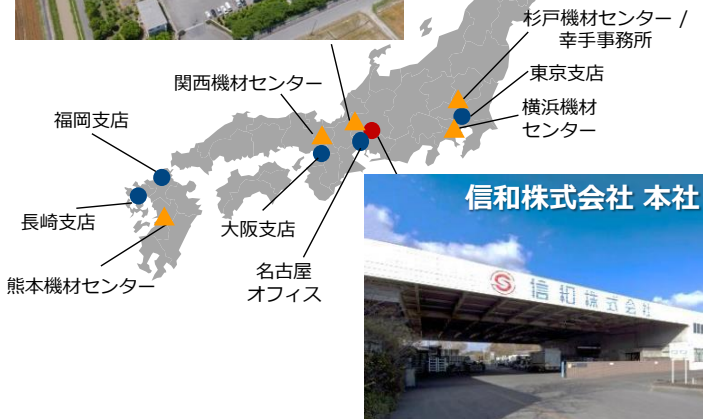 杉戸機材センター /
幸手事務所
関西機材センター
東京支店
横浜機材
センター
福岡支店
長崎支店
大阪支店
熊本機材センター
名古屋
オフィス
信和株式会社 本社
S 信和株式会社